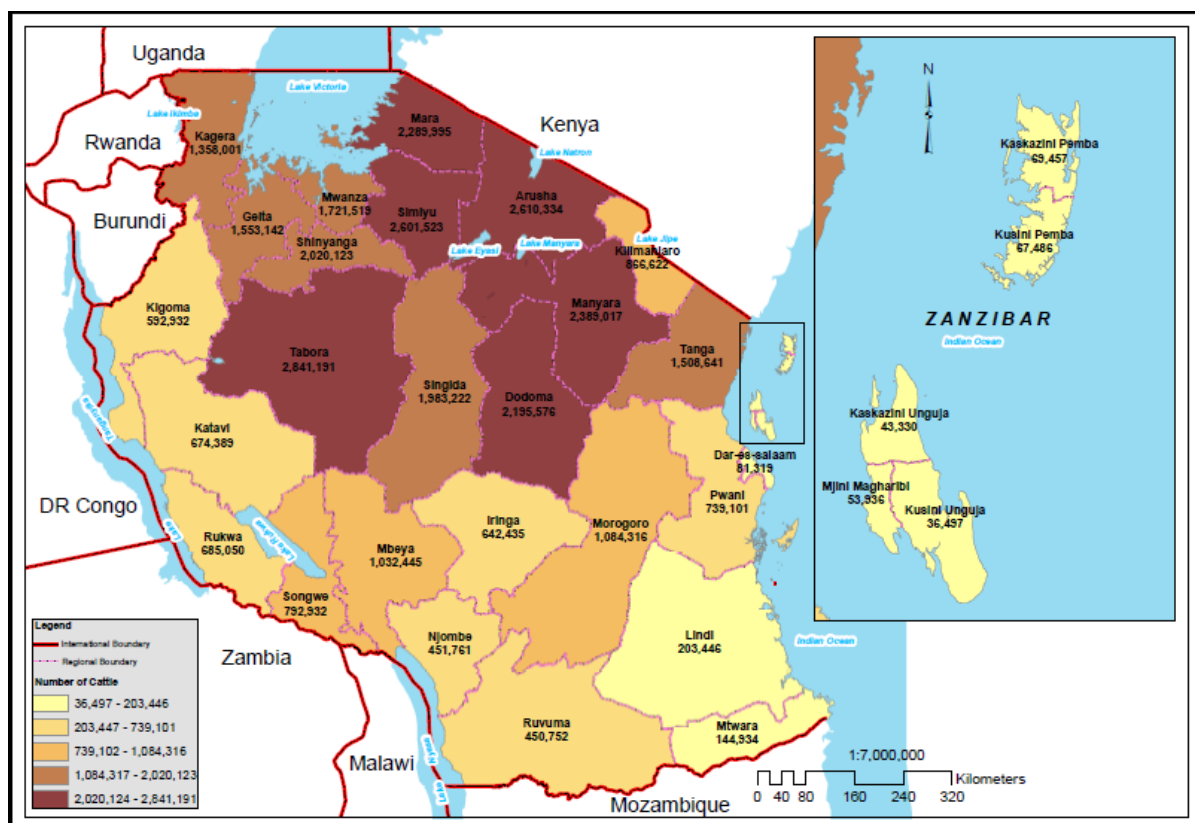 Uganda
Lake Victoria
Lake Ikimba
Rwanda
Kagera
1,358,001
Mara
2,289,995
Kenya
Lake Natron
Burundi
Geita
1,553,142
Mwanza
1,721,519
Simiyu
2,601,523
Arusha
2,610,334
Shinyanga
2,020,123
Lake Eyasi
Lake Manyara
Lake Jipe
Kilimanjaro
866,622
Kigoma
592,932
Manyara
2,389,017
Tabora
2,841,191
Singida
1,983,222
Dodoma
2,195,576
Tanga
1,508,641
Katavi
674,389
Tanganyika
Lake
DR Congo
Dar-es-salaam
81,319
Pwani
739,101
Rukwa
685,050
Lake Rukwa
Mbeya
1,032,445
Iringa
642,435
Morogoro
1,084,316
Songwe
792,932
Njombe
451,761
Lindi
203,446
Indian Ocean
Zambia
Ruvuma
450,752
Mtwara
144,934
Malawi
Lake Nyasa
Mozambique
N
Kaskazini Pemba
69,457
Kusini Pemba
67,486
ZANZIBAR
Indian Ocean
Kaskazini Unguja
43,330
Mjini Magharibi
53,936
Kusini Unguja
36,497
Legend
International Boundary
Regional Boundary
Number of Cattle
36,497 - 203,446
203,447 - 739,101
739,102 - 1,084,316
1,084,317 - 2,020,123
2,020,124 - 2,841,191
1:7,000,000
Kilometers
0 40 80 160 240 320